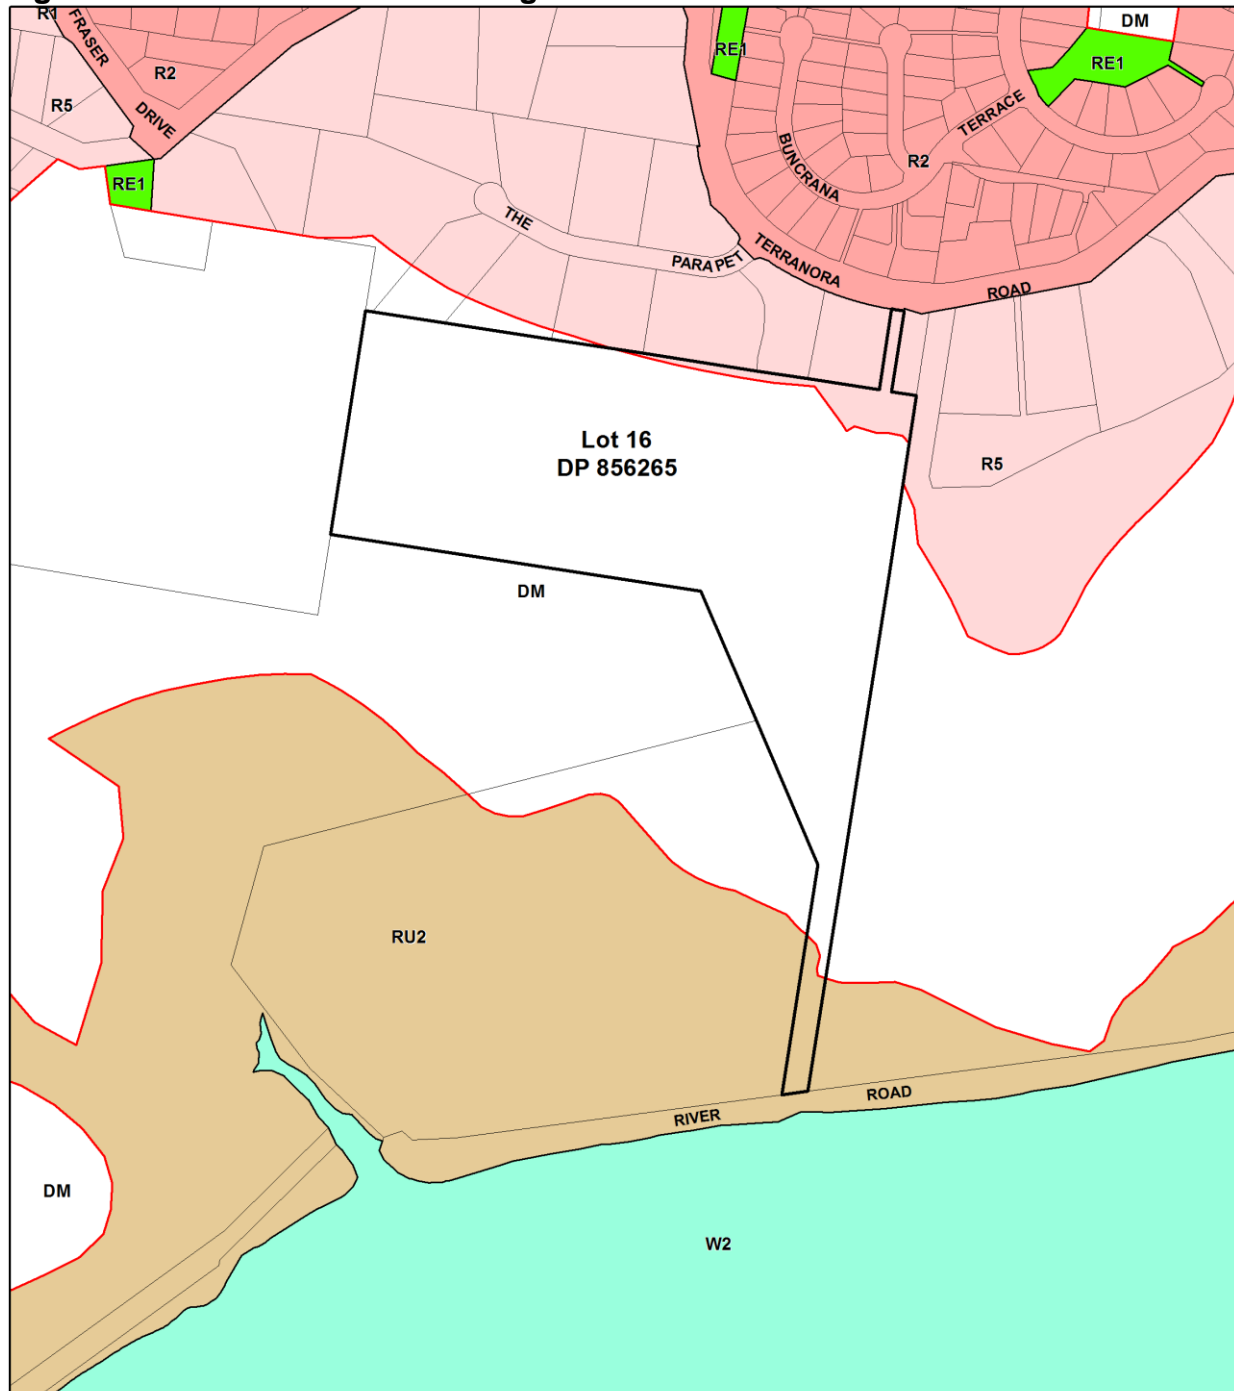 R1
FRASER
DRIVE
R2
R5
RE1
RE1
DM
RE1
TERRACE
BUNCRANA
R2
THE
PARAPET
TERRANORA
ROAD
Lot 16
DP 856265
R5
DM
RU2
RIVER
ROAD
DM
W2